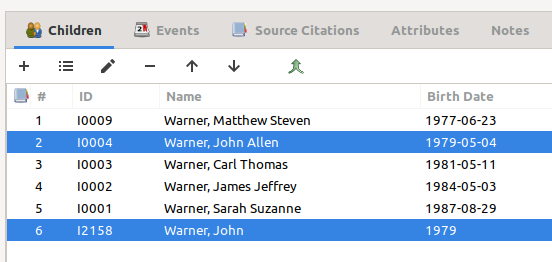 Children Events Source Citations Attributes Notes
# ID Name Birth Date
1 I0009 Warner, Matthew Steven 1977-06-23
2 I0004 Warner, John Allen 1979-05-04
3 I0003 Warner, Carl Thomas 1981-05-11
4 I0002 Warner, James Jeffrey 1984-05-03
5 I0001 Warner, Sarah Suzanne 1987-08-29
6 I2158 Warner, John 1979